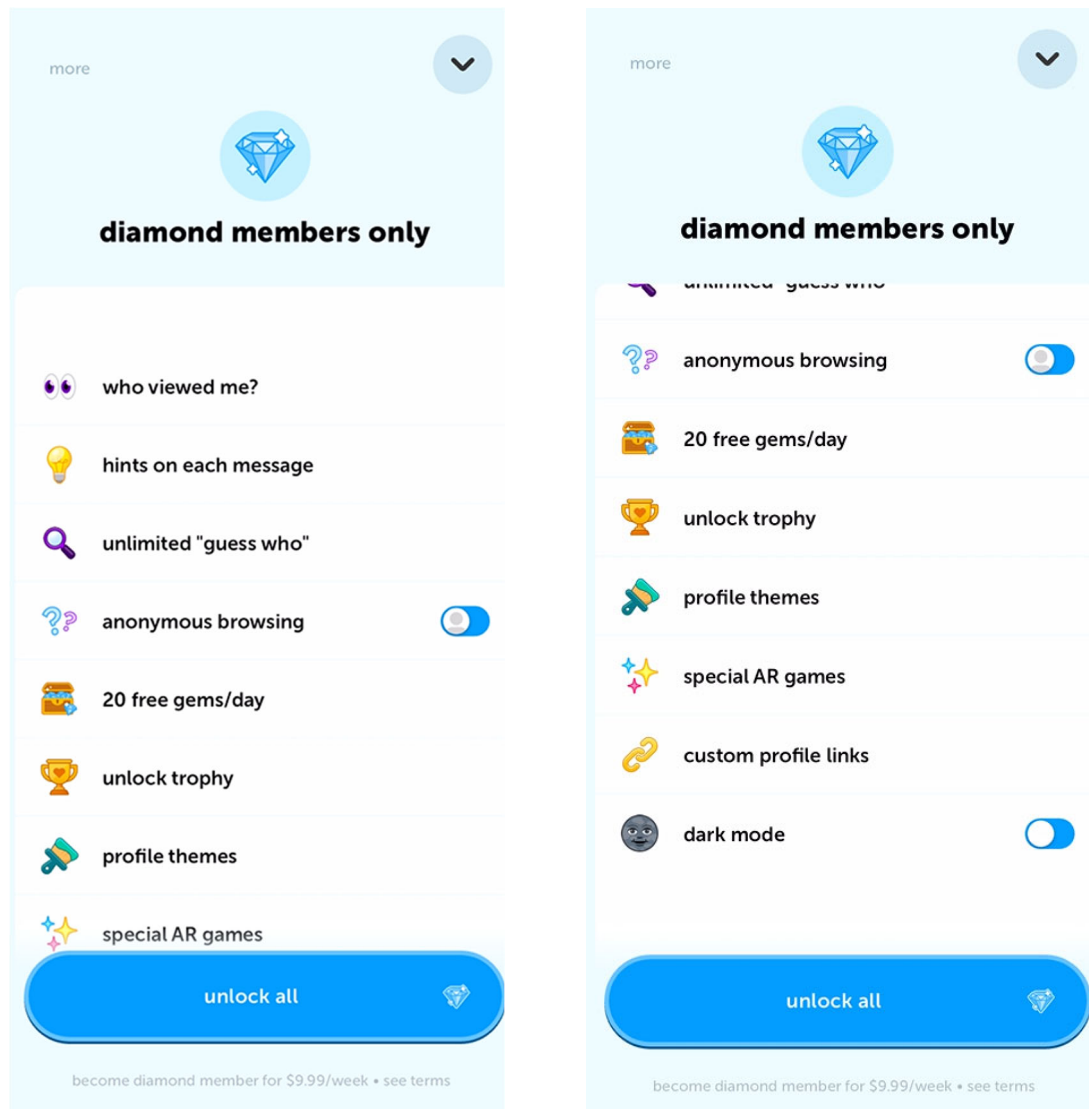 more
diamond members only
who viewed me?
hints on each message
unlimited "guess who"
anonymous browsing
20 free gems/day
unlock trophy
profile themes
special AR games
unlock all
become diamond member for $9.99/week • see terms
more
diamond members only
unlimited "guess who"
anonymous browsing
20 free gems/day
unlock trophy
profile themes
special AR games
custom profile links
dark mode
unlock all
become diamond member for $9.99/week • see terms